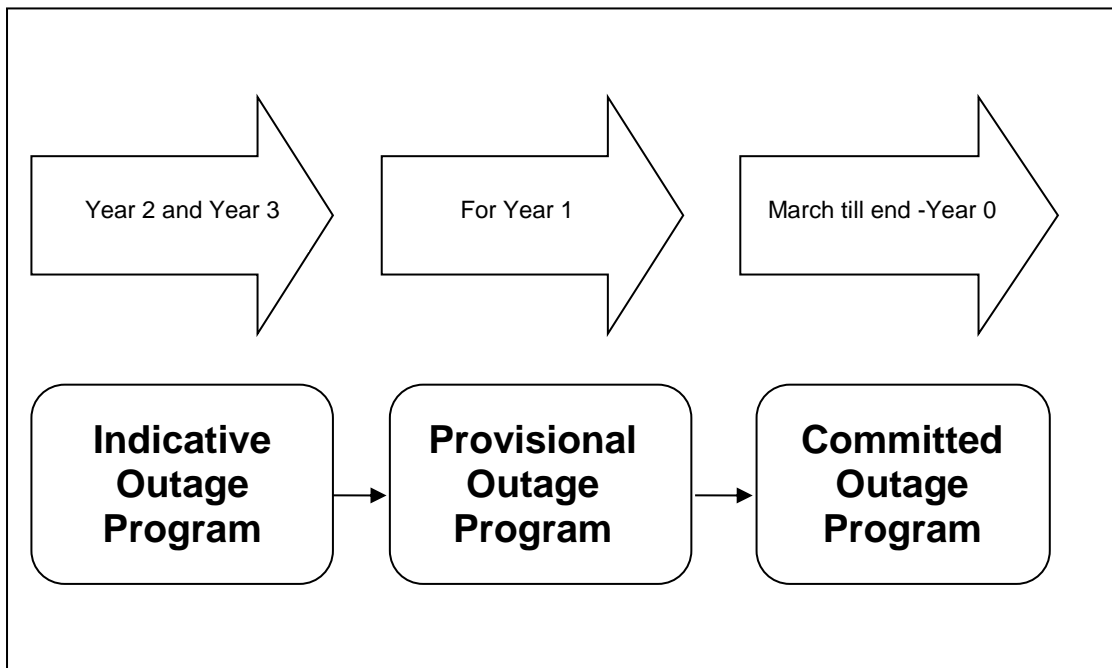 Year 2 and Year 3
For Year 1
March till end -Year 0
Indicative
Outage
Program
Provisional
Outage
Program
Committed
Outage
Program